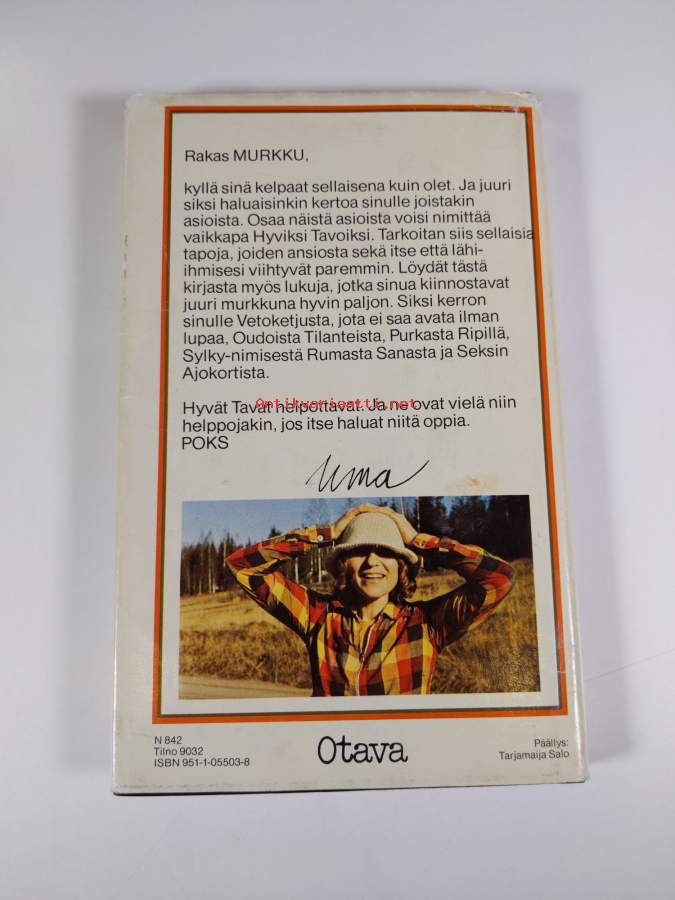 Rakas MURKKU,
kyllä sinä kelpaat sellaisena kuin olet. Ja juuri
siksi haluaisinkin kertoa sinulle joistakin
asioista. Osaa näistä asioista voisi nimittää
vaikkapa Hyviksi Tavoiksi. Tarkoitan siis sellaisia
tapoja, joiden ansiosta sekä itse että lähi-
ihmisesi viihtyvät paremmin. Löydät tästä
kirjasta myös lukuja, jotka sinua kiinnostavat
juuri murkkuna hyvin paljon. Siksi kerron
sinulle Vetoketjusta, jota ei saa avata ilman
lupaa, Oudoista Tilanteista, Purkasta Ripillä,
Sylky-nimisestä Rumasta Sanasta ja Seksin
Ajokortista.
Antikvariaatti.net
Hyvät Tavat helpottavat. Ja ne ovat vielä niin
helppojakin, jos itse haluat niitä oppia.
POKS
Uma
N 842
Tilno 9032
ISBN 951-1-05503-8
Otava
Päällys:
Tarjamaija Salo